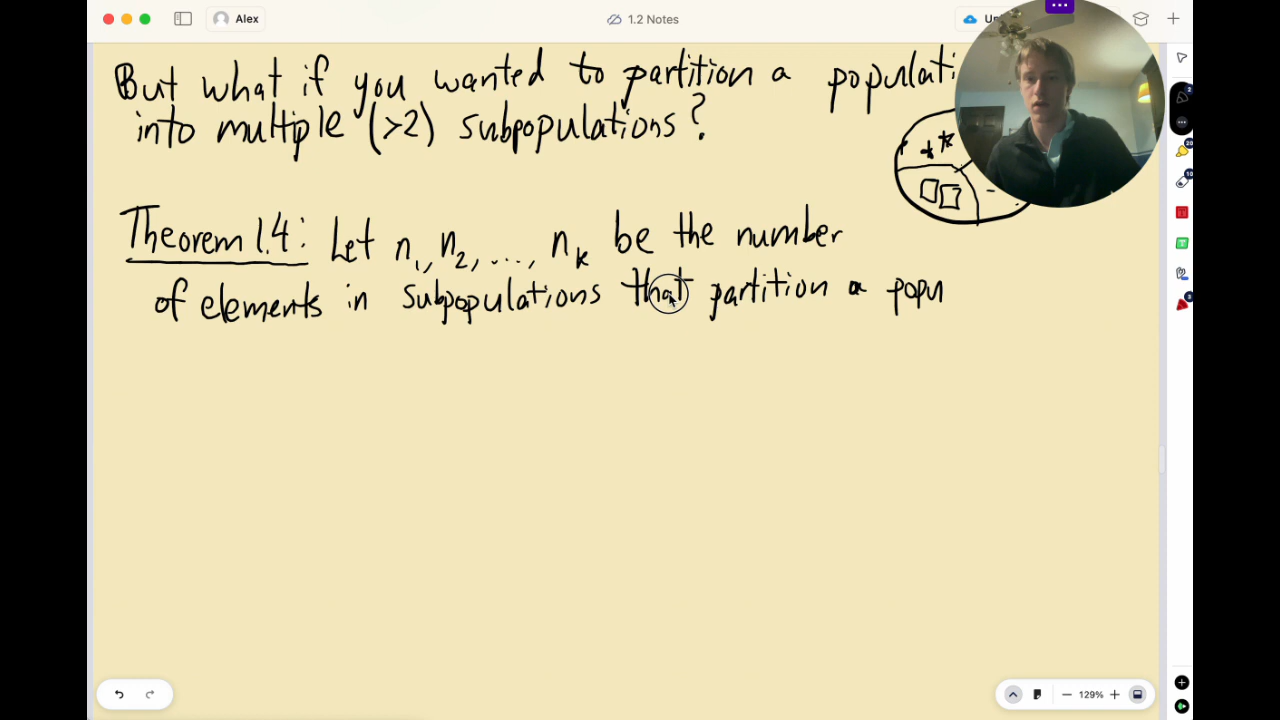 Alex
1.2 Notes
But what if you wanted to partition a
into multiple (>2) subpopulations?
Theorem 1.4: Let n₁, n₂, ..., nₖ be the number
of elements in subpopulations that partition a popu
129%